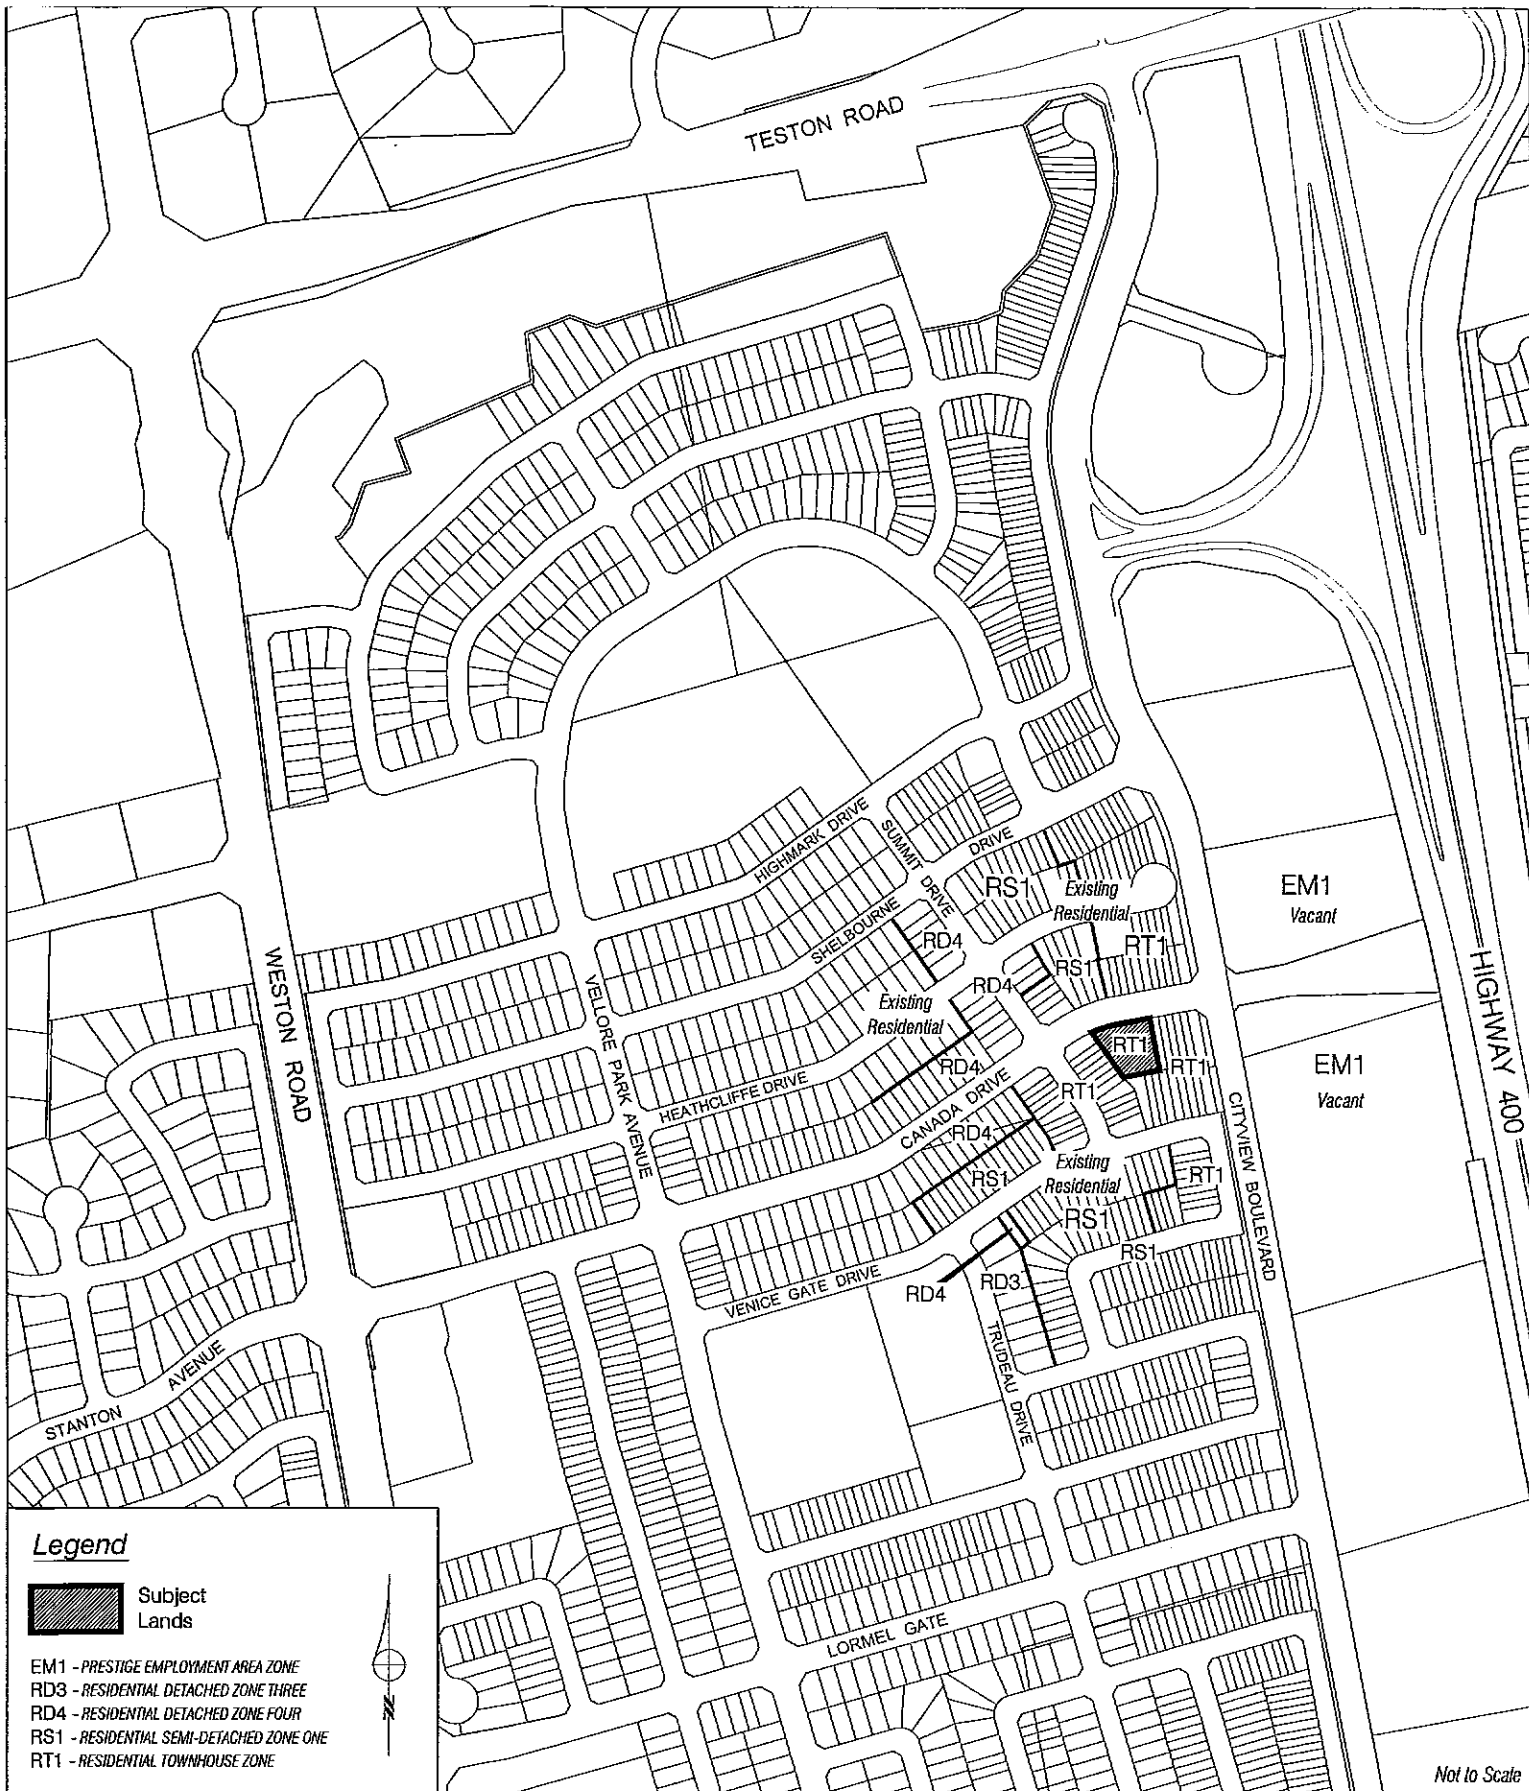 TESTON ROAD
HIGHMARK DRIVE
SUMMIT DRIVE
SHELBOURNE DRIVE
RS1
Existing
Residential
EM1
Vacant
RD4
RS1
RT1
WESTON ROAD
VELLORE PARK AVENUE
HIGHWAY 400
Existing
Residential
RD4
RT1
RD4
RT1
RT1
EM1
Vacant
HEATHCLIFFE DRIVE
CANADA DRIVE
RD4
CITYVIEW BOULEVARD
Existing
Residential
RS1
RT1
RS1
RS1
RD4
RD3
VENICE GATE DRIVE
TRUDEAU DRIVE
STANTON AVENUE
LORMEL GATE
Legend
Subject
Lands
EM1 - PRESTIGE EMPLOYMENT AREA ZONE
RD3 - RESIDENTIAL DETACHED ZONE THREE
RD4 - RESIDENTIAL DETACHED ZONE FOUR
RS1 - RESIDENTIAL SEMI-DETACHED ZONE ONE
RT1 - RESIDENTIAL TOWNHOUSE ZONE
N
Not to Scale